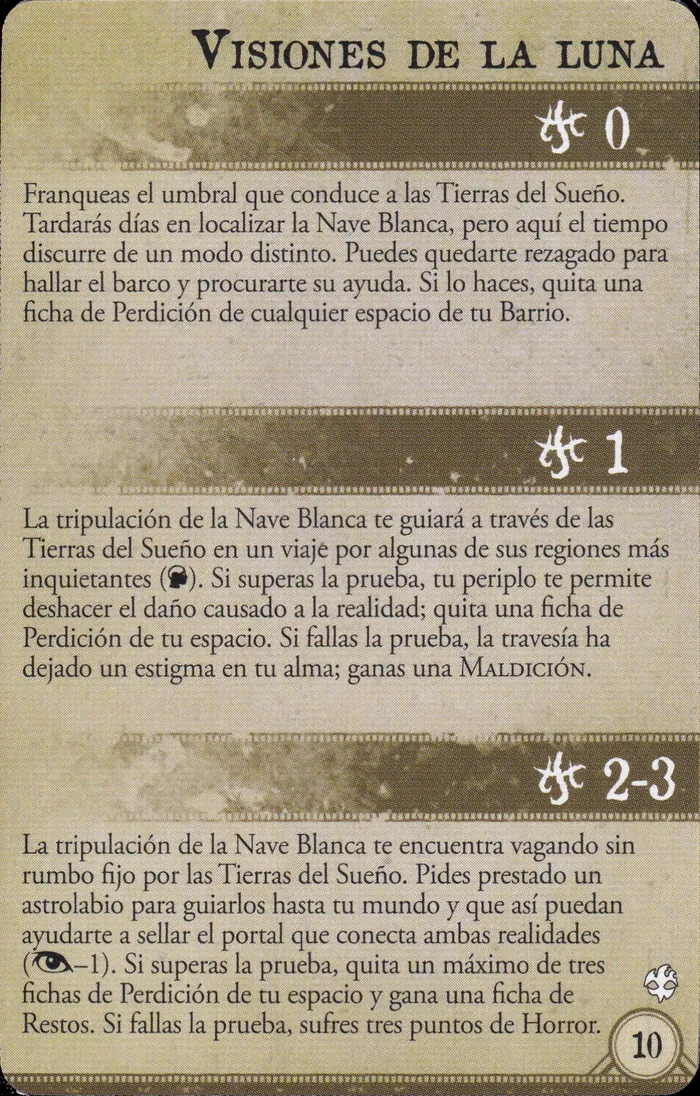 Visiones de la luna
0
Franqueas el umbral que conduce a las Tierras del Sueño.
Tardarás días en localizar la Nave Blanca, pero aquí el tiempo
discurre de un modo distinto. Puedes quedarte rezagado para
hallar el barco y procurarte su ayuda. Si lo haces, quita una
ficha de Perdición de cualquier espacio de tu Barrio.
1
La tripulación de la Nave Blanca te guiará a través de las
Tierras del Sueño en un viaje por algunas de sus regiones más
inquietantes (). Si superas la prueba, tu periplo te permite
deshacer el daño causado a la realidad; quita una ficha de
Perdición de tu espacio. Si fallas la prueba, la travesía ha
dejado un estigma en tu alma; ganas una Maldición.
2-3
La tripulación de la Nave Blanca te encuentra vagando sin
rumbo fijo por las Tierras del Sueño. Pides prestado un
astrolabio para guiarlos hasta tu mundo y que así puedan
ayudarte a sellar el portal que conecta ambas realidades
(–1). Si superas la prueba, quita un máximo de tres
fichas de Perdición de tu espacio y gana una ficha de
Restos. Si fallas la prueba, sufres tres puntos de Horror.
10